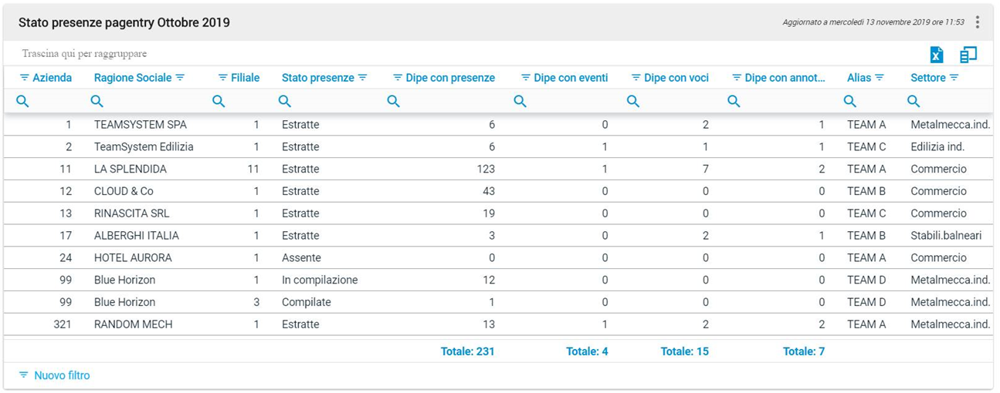 Stato presenze pagentry Ottobre 2019 Aggiornato a mercoledì 13 novembre 2019 ore 11:53
Trascina qui per raggruppare
Azienda Ragione Sociale Filiale Stato presenze Dipe con presenze Dipe con eventi Dipe con voci Dipe con annot... Alias Settore
1 TEAMSYSTEM SPA 1 Estratte 6 0 2 1 TEAM A Metalmecca.ind.
2 TeamSystem Edilizia 1 Estratte 6 1 1 1 TEAM C Edilizia ind.
11 LA SPLENDIDA 11 Estratte 123 1 7 2 TEAM A Commercio
12 CLOUD & Co 1 Estratte 43 0 0 0 TEAM B Commercio
13 RINASCITA SRL 1 Estratte 19 0 0 0 TEAM C Commercio
17 ALBERGHI ITALIA 1 Estratte 3 0 2 1 TEAM B Stabili.balneari
24 HOTEL AURORA 1 Assente 0 0 0 0 TEAM A Commercio
99 Blue Horizon 1 In compilazione 12 0 0 0 TEAM D Metalmecca.ind.
99 Blue Horizon 3 Compilate 1 0 0 0 TEAM D Metalmecca.ind.
321 RANDOM MECH 1 Estratte 13 1 2 2 TEAM A Metalmecca.ind.
Totale: 231 Totale: 4 Totale: 15 Totale: 7
Nuovo filtro